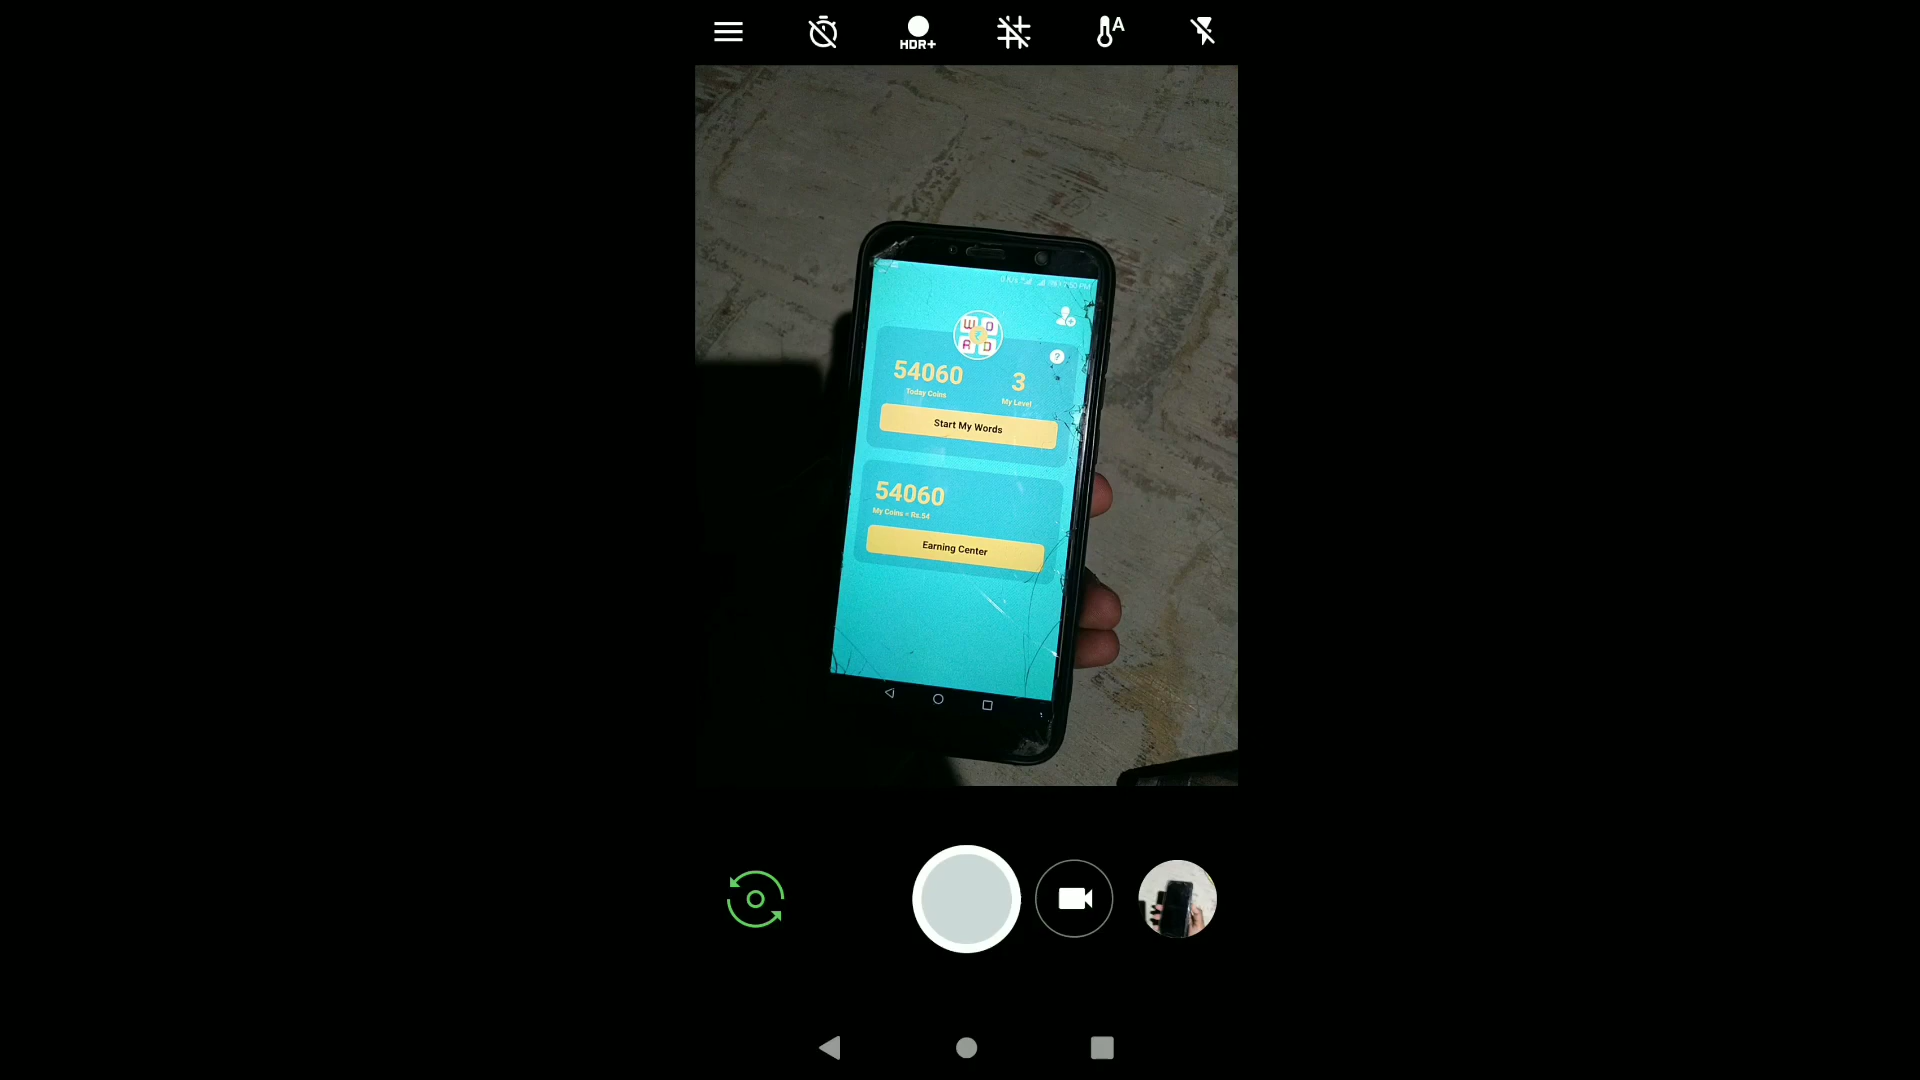 HDR+
A
W O
R D
54060
Today Coins
3
My Level
?
Start My Words
54060
My Coins = Rs.54
Earning Center